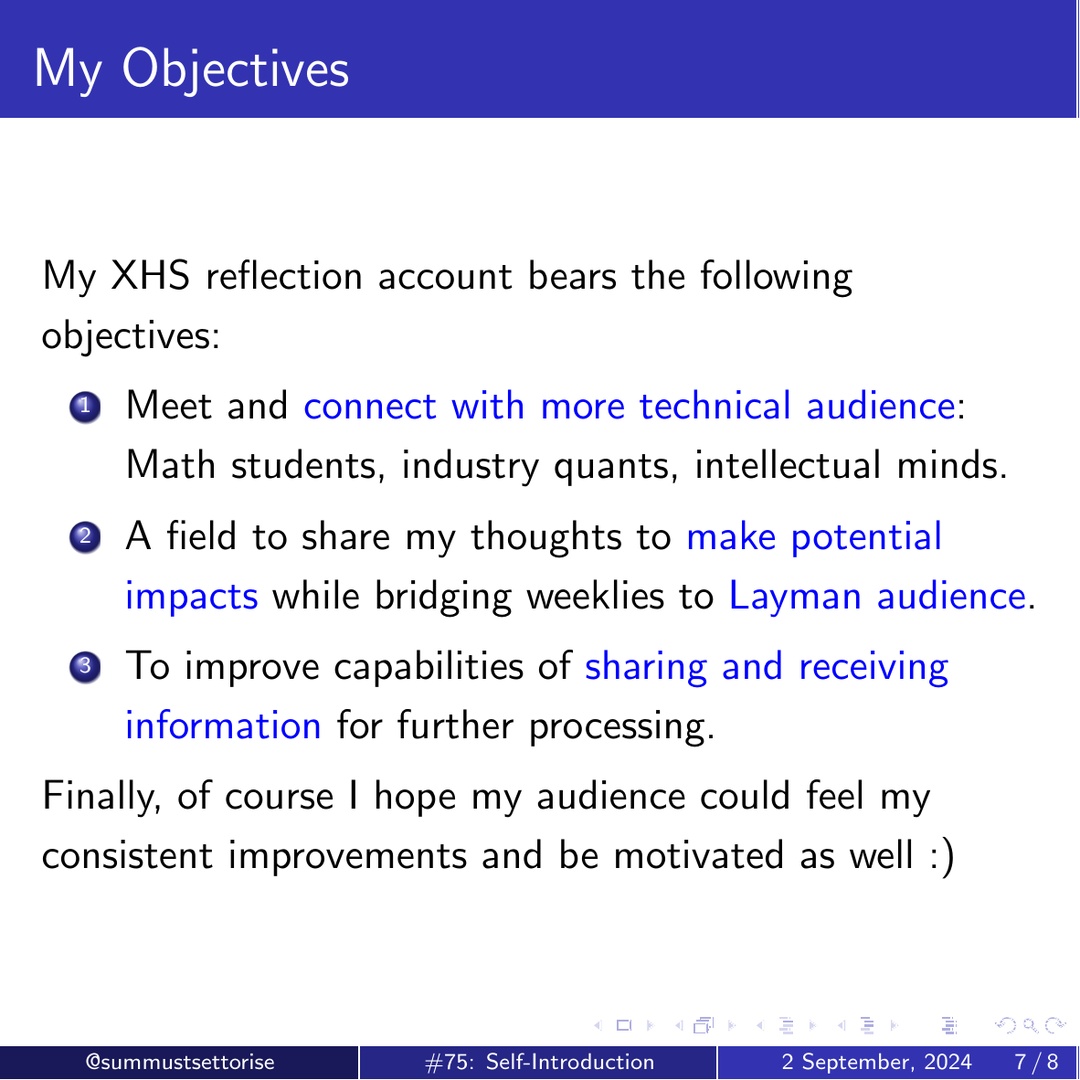 My Objectives
My XHS reflection account bears the following
objectives:
1 Meet and connect with more technical audience:
Math students, industry quants, intellectual minds.
2 A field to share my thoughts to make potential
impacts while bridging weeklies to Layman audience.
3 To improve capabilities of sharing and receiving
information for further processing.
Finally, of course I hope my audience could feel my
consistent improvements and be motivated as well :)
@summustsettorise #75: Self-Introduction 2 September, 2024 7 / 8